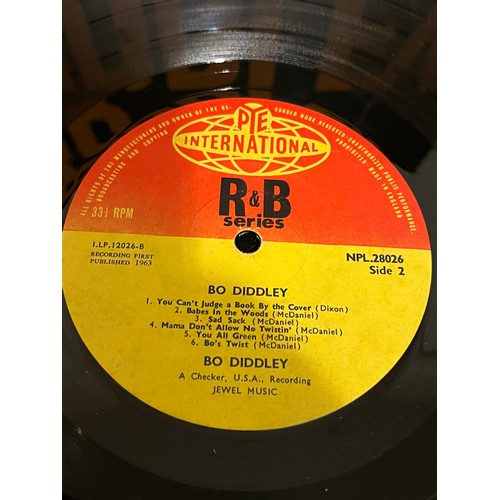 ALL RIGHTS OF THE MANUFACTURERS AND OWNER OF THE RE-CORDED WORK RESERVED·UNAUTHORIZED PUBLIC PERFORMANCE,
BROADCASTING AND COPYING PROHIBITED·MADE IN ENGLAND
PYE
INTERNATIONAL
R&B
series
33⅓ RPM
I.LP.12026-B
RECORDING FIRST
PUBLISHED 1963
NPL.28026
Side 2
BO DIDDLEY
1. You Can't Judge a Book By the Cover (Dixon)
2. Babes In the Woods (McDaniel)
3. Sad Sack (McDaniel)
4. Mama Don't Allow No Twistin' (McDaniel)
5. You All Green (McDaniel)
6. Bo's Twist (McDaniel)
BO DIDDLEY
A Checker, U.S.A., Recording
JEWEL MUSIC